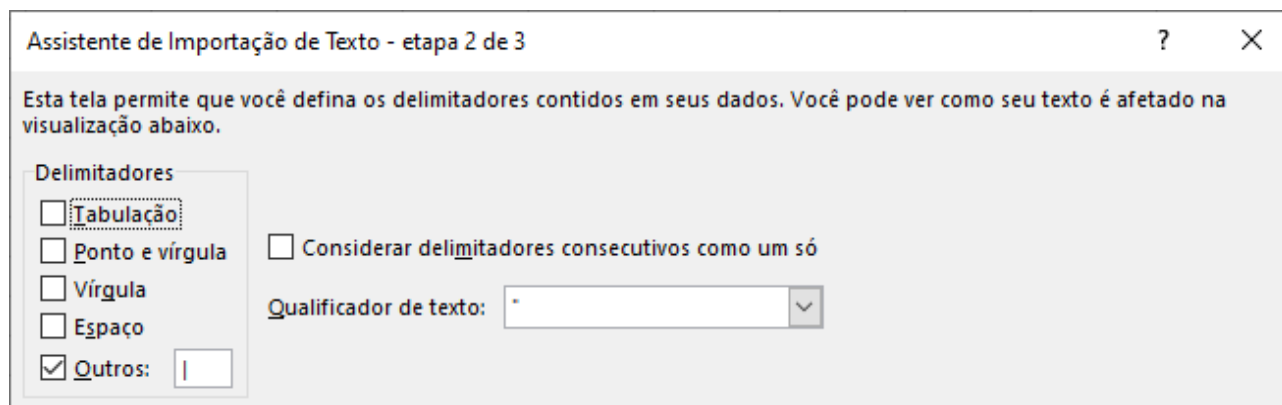 Assistente de Importação de Texto - etapa 2 de 3 ?
Esta tela permite que você defina os delimitadores contidos em seus dados. Você pode ver como seu texto é afetado na
visualização abaixo.
Delimitadores
Tabulação
Ponto e vírgula
Considerar delimitadores consecutivos como um só
Vírgula
Qualificador de texto: "
Espaço
Outros: |